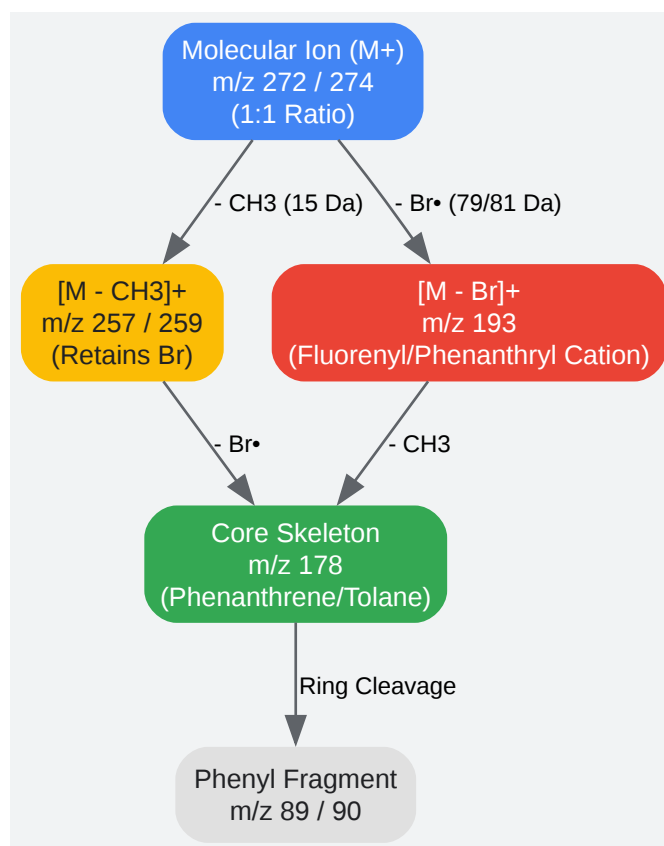 Molecular Ion (M+)
m/z 272 / 274
(1:1 Ratio)
- CH3 (15 Da)
- Br• (79/81 Da)
[M - CH3]+
m/z 257 / 259
(Retains Br)
[M - Br]+
m/z 193
(Fluorenyl/Phenanthryl Cation)
- Br•
- CH3
Core Skeleton
m/z 178
(Phenanthrene/Tolane)
Ring Cleavage
Phenyl Fragment
m/z 89 / 90